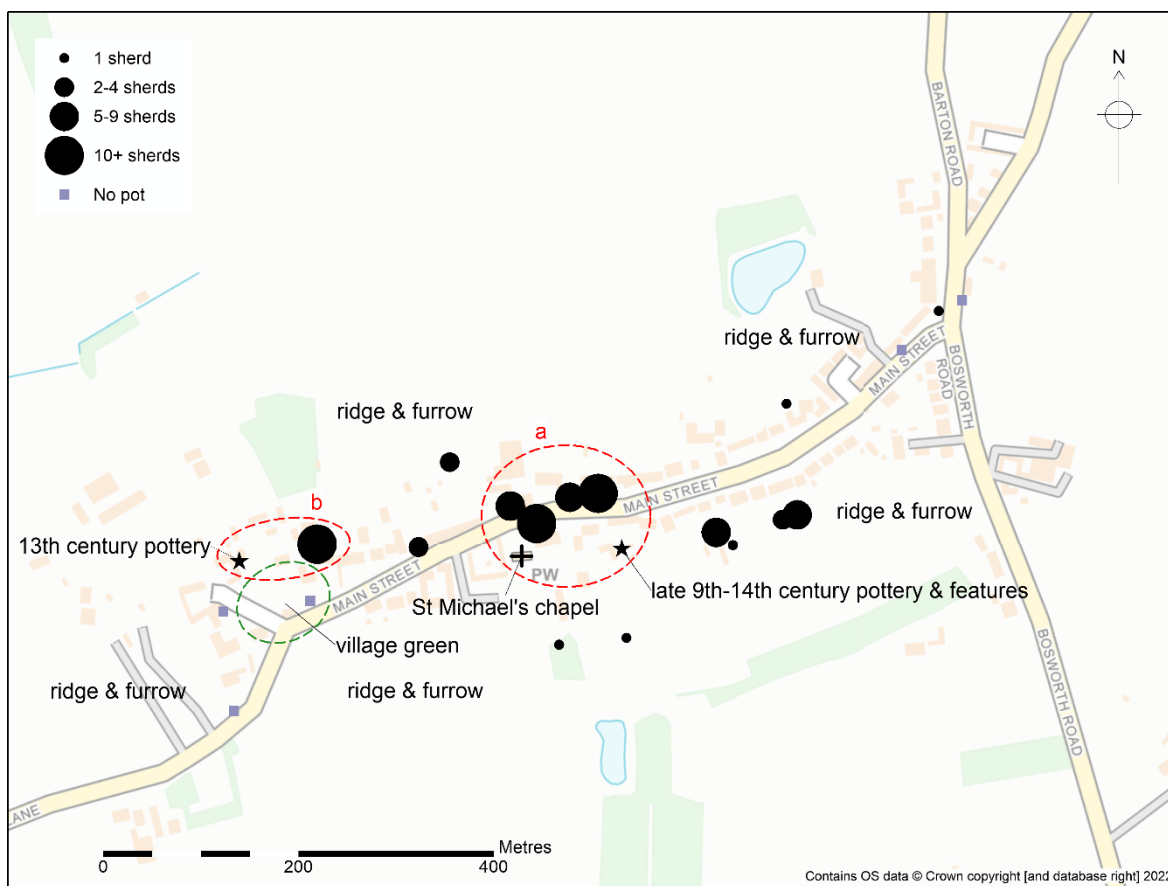 1 sherd
2-4 sherds
5-9 sherds
10+ sherds
No pot
N
BARTON ROAD
ridge & furrow
MAIN STREET
BOSWORTH
ROAD
ridge & furrow
a
MAIN STREET
ridge & furrow
b
13th century pottery
MAIN STREET
PW
late 9th-14th century pottery & features
St Michael's chapel
village green
ridge & furrow
ridge & furrow
BOSWORTH ROAD
ANE
Metres
0
200
400
Contains OS data © Crown copyright [and database right] 2022